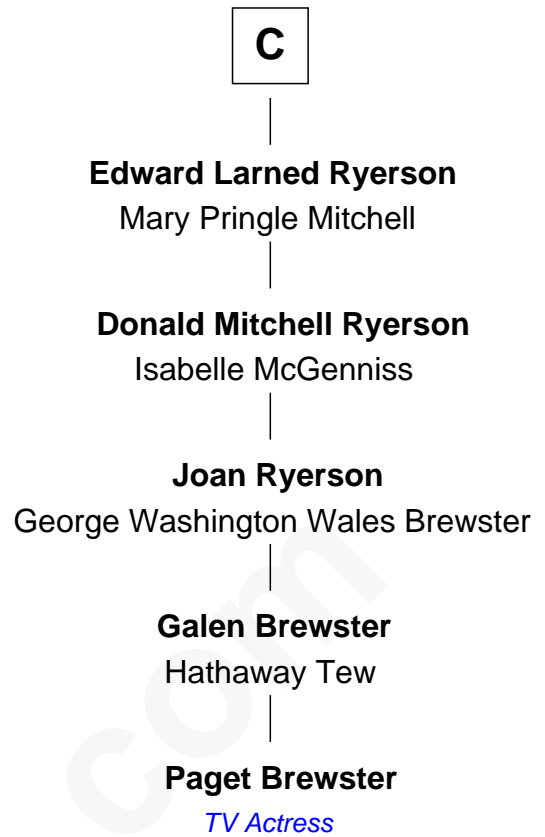 C
Edward Larned Ryerson
Mary Pringle Mitchell
Donald Mitchell Ryerson
Isabelle McGenniss
Joan Ryerson
George Washington Wales Brewster
Galen Brewster
Hathaway Tew
Paget Brewster
TV Actress
com